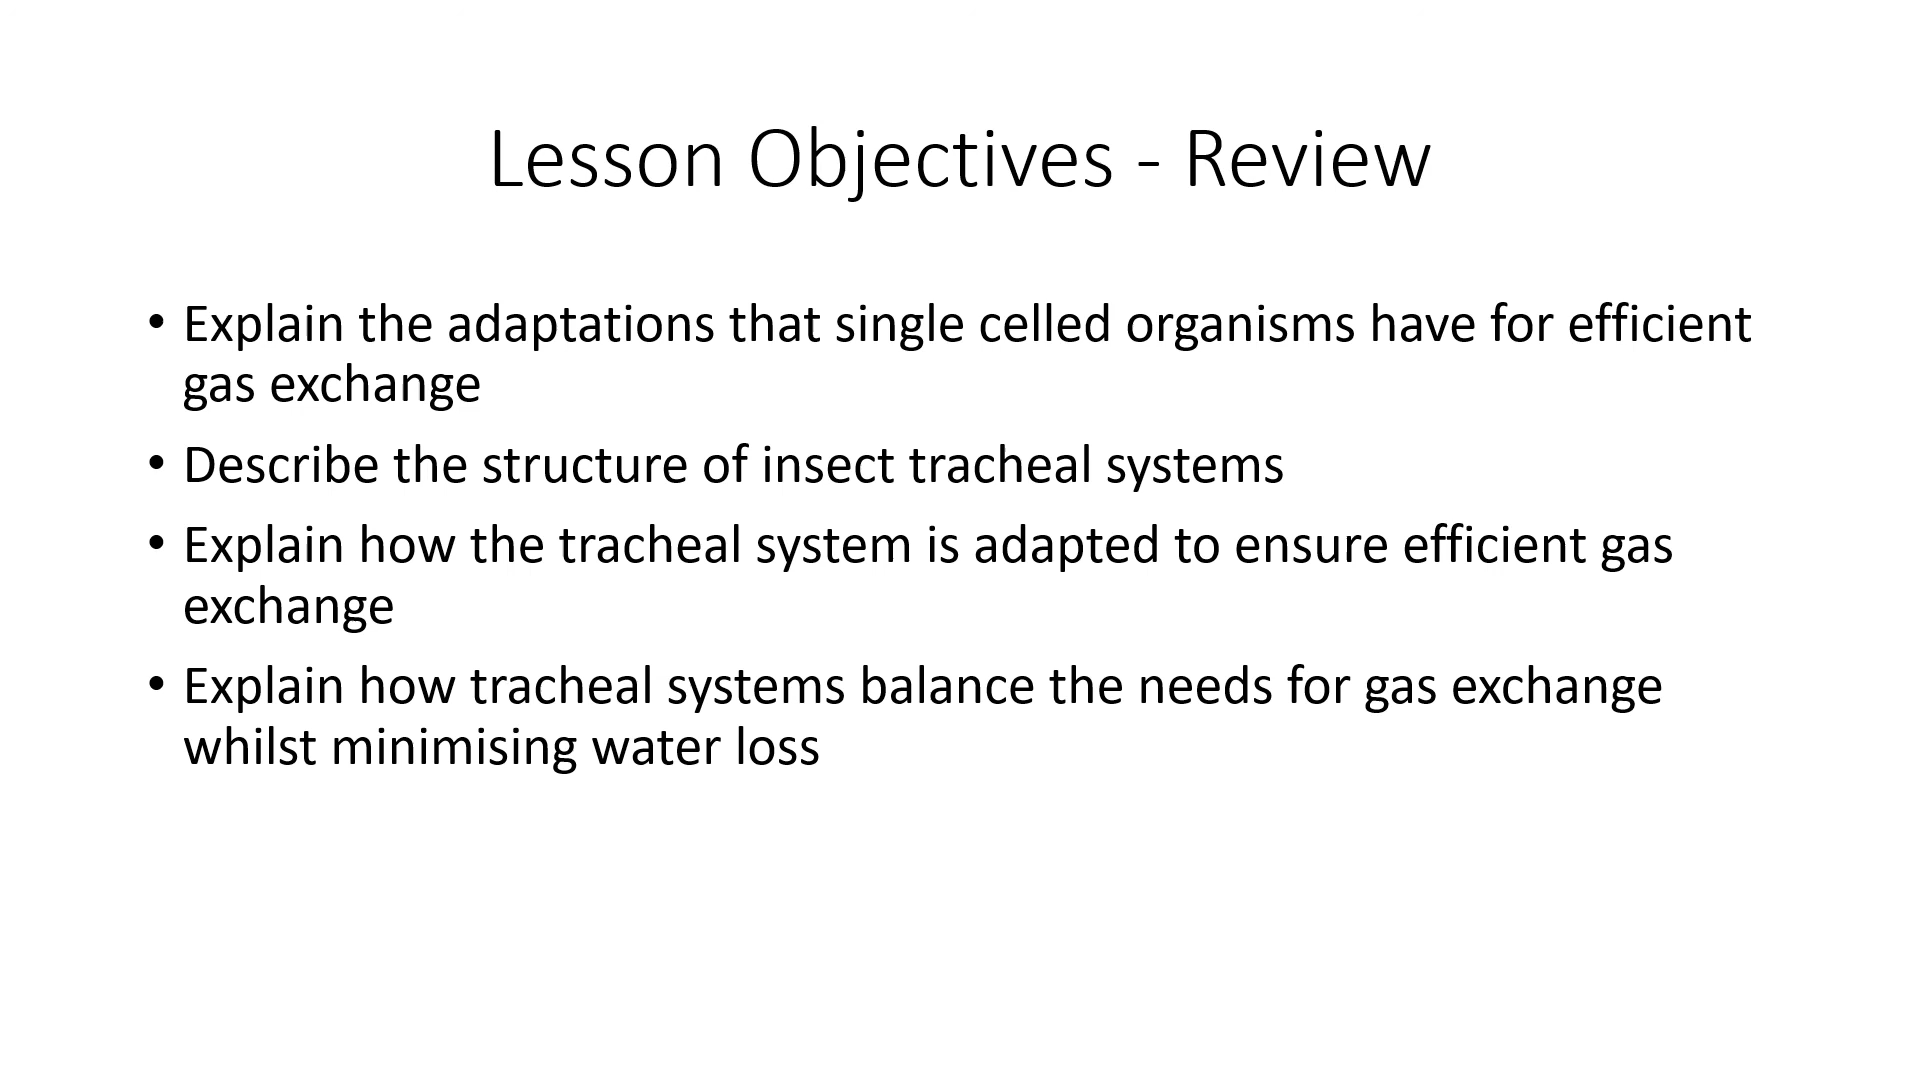 Lesson Objectives - Review
• Explain the adaptations that single celled organisms have for efficient
gas exchange
• Describe the structure of insect tracheal systems
• Explain how the tracheal system is adapted to ensure efficient gas
exchange
• Explain how tracheal systems balance the needs for gas exchange
whilst minimising water loss